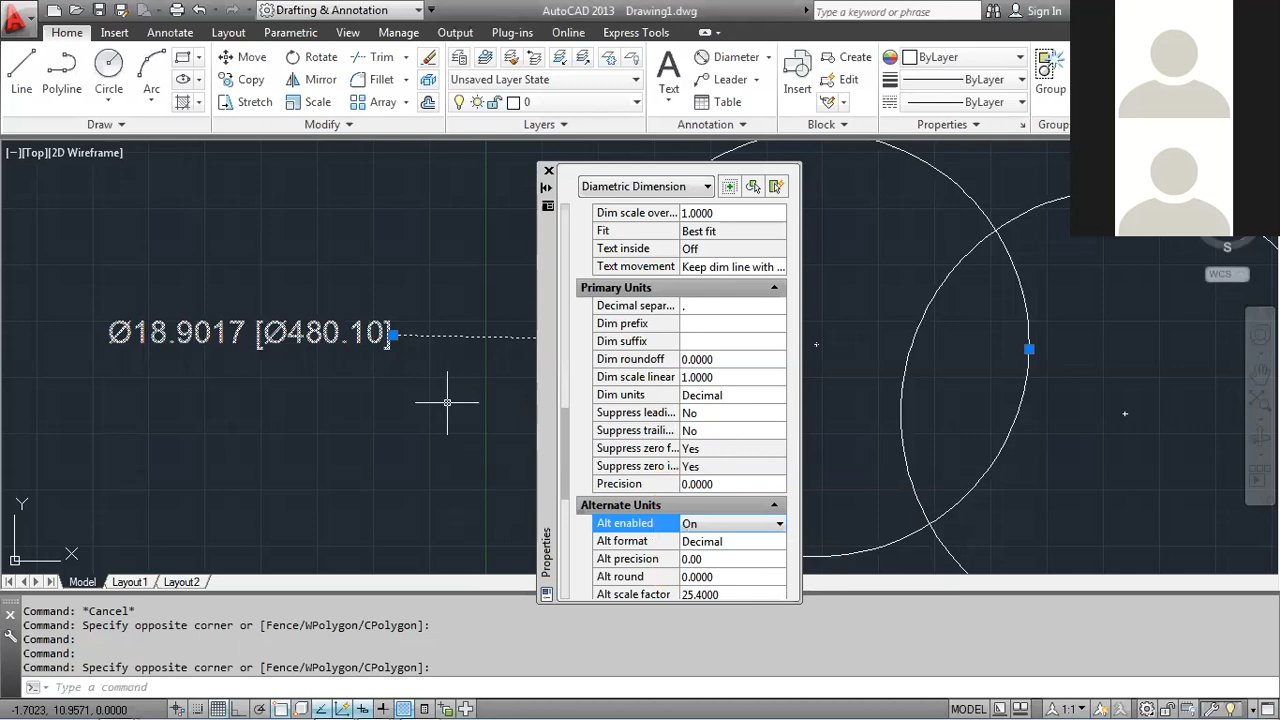 Drafting & Annotation
AutoCAD 2013 Drawing1.dwg
Type a keyword or phrase
Sign In
Home Insert Annotate Layout Parametric View Manage Output Plug-ins Online Express Tools
Line Polyline Circle Arc
Move Rotate Trim
Copy Mirror Fillet
Stretch Scale Array
Unsaved Layer State
0
Text
Diameter
Leader
Table
Insert
Create
Edit
ByLayer
ByLayer
ByLayer
Group
Draw Modify Layers Annotation Block Properties Group
[−][Top][2D Wireframe]
Ø18.9017 [Ø480.10]
Diametric Dimension
Dim scale over... 1.0000
Fit Best fit
Text inside Off
Text movement Keep dim line with ...
Primary Units
Decimal separ... .
Dim prefix
Dim suffix
Dim roundoff 0.0000
Dim scale linear 1.0000
Dim units Decimal
Suppress leadi... No
Suppress traili... No
Suppress zero f... Yes
Suppress zero i... Yes
Precision 0.0000
Alternate Units
Alt enabled On
Alt format Decimal
Alt precision 0.00
Alt round 0.0000
Alt scale factor 25.4000
Properties
S
WCS
Y
X
Model Layout1 Layout2
Command: *Cancel*
Command: Specify opposite corner or [Fence/WPolygon/CPolygon]:
Command:
Command:
Command: Specify opposite corner or [Fence/WPolygon/CPolygon]:
Type a command
-1.7023, 10.9571, 0.0000
MODEL
1:1